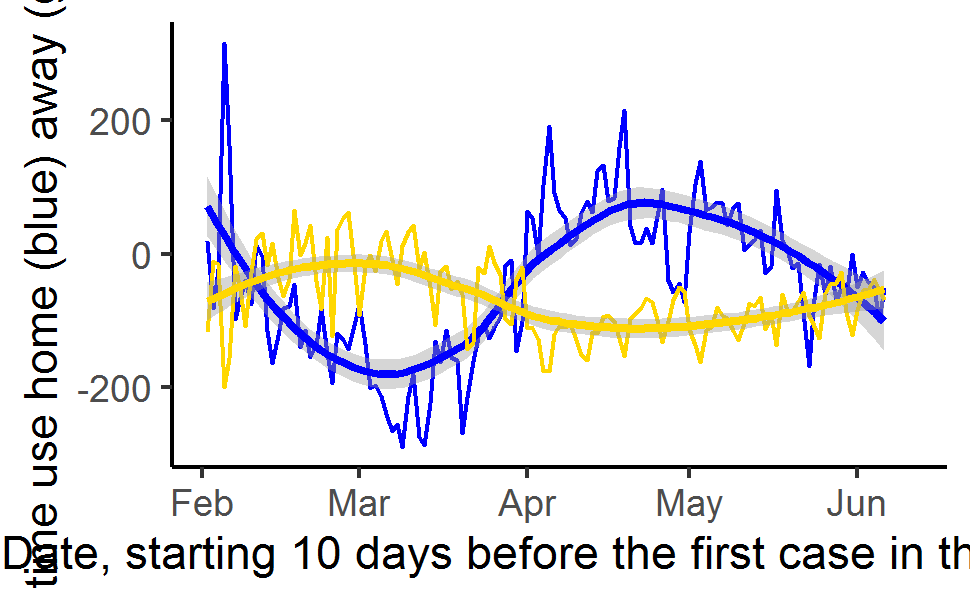 time use home (blue) away (g
200
0
-200
Feb Mar Apr May Jun
Date, starting 10 days before the first case in th